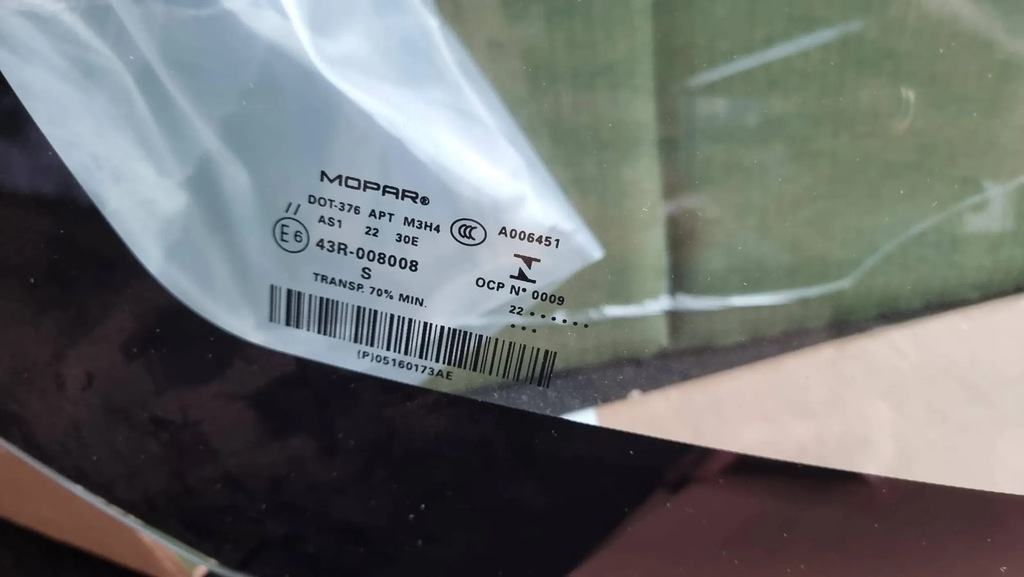 MOPAR®
DOT-376 APT M3H4
AS1 22 30E
E6 43R-008008
S
TRANSP. 70% MIN.
CCC A006451
OCP N° 0009
22 . . . . . .
. . .
(P)05160173AE